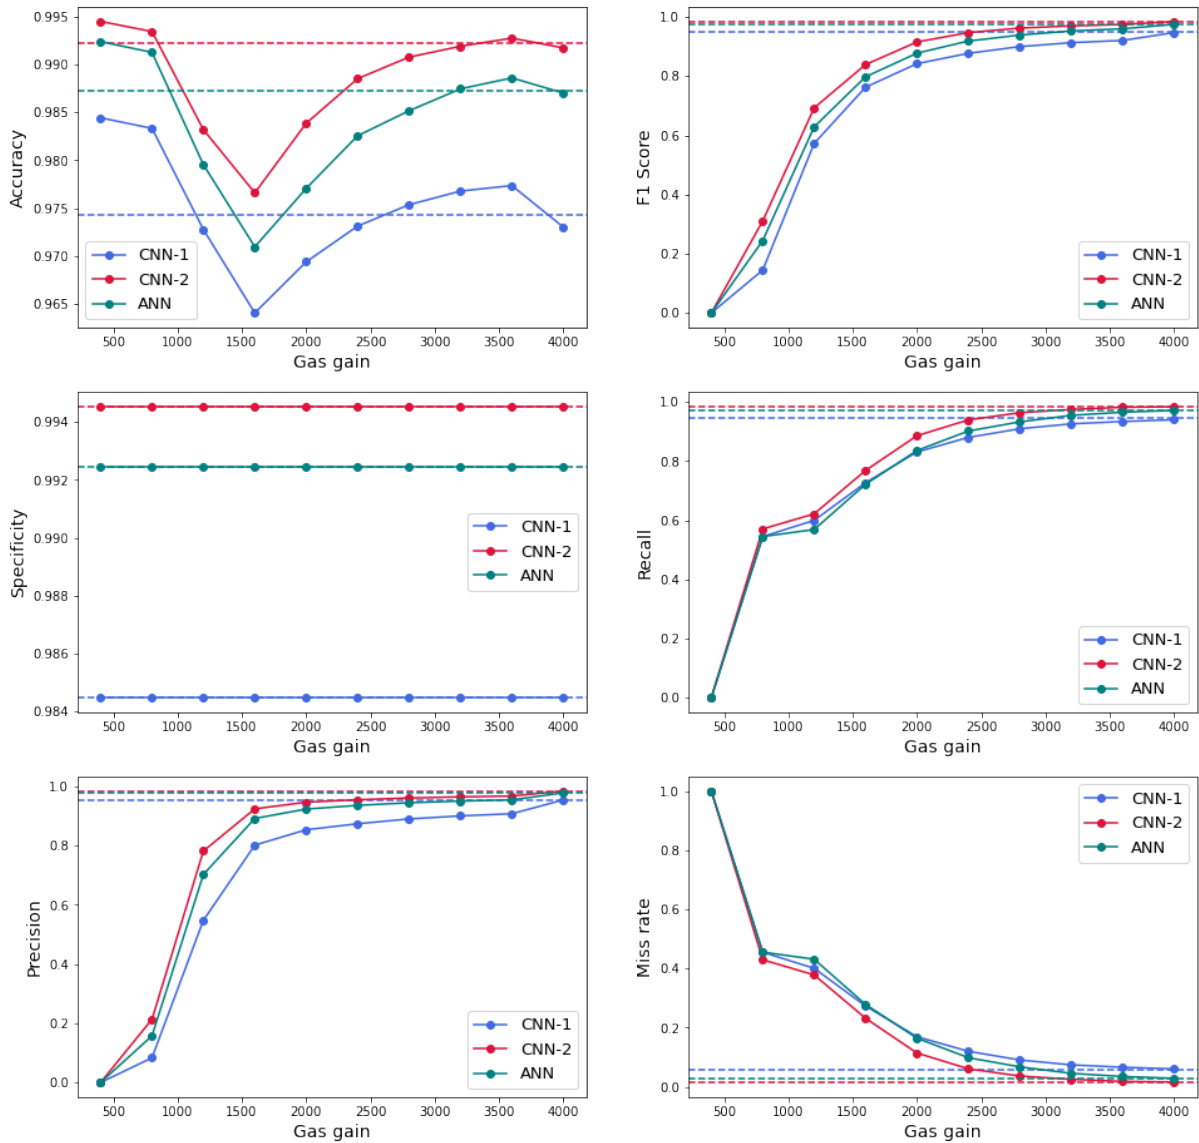 Accuracy
0.995
0.990
0.985
0.980
0.975
0.970
0.965
CNN-1
CNN-2
ANN
500 1000 1500 2000 2500 3000 3500 4000
Gas gain
F1 Score
1.0
0.8
0.6
0.4
0.2
0.0
CNN-1
CNN-2
ANN
500 1000 1500 2000 2500 3000 3500 4000
Gas gain
Specificity
0.994
0.992
0.990
0.988
0.986
0.984
CNN-1
CNN-2
ANN
500 1000 1500 2000 2500 3000 3500 4000
Gas gain
Recall
1.0
0.8
0.6
0.4
0.2
0.0
CNN-1
CNN-2
ANN
500 1000 1500 2000 2500 3000 3500 4000
Gas gain
Precision
1.0
0.8
0.6
0.4
0.2
0.0
CNN-1
CNN-2
ANN
500 1000 1500 2000 2500 3000 3500 4000
Gas gain
Miss rate
1.0
0.8
0.6
0.4
0.2
0.0
CNN-1
CNN-2
ANN
500 1000 1500 2000 2500 3000 3500 4000
Gas gain